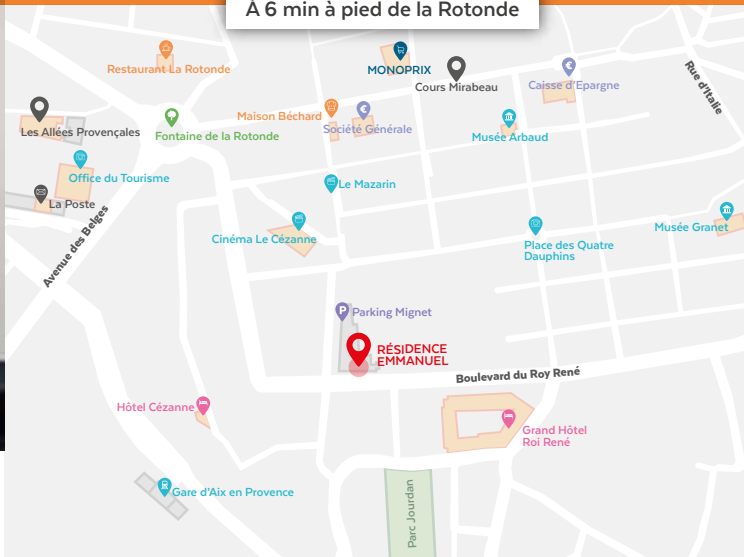 À 6 min à pied de la Rotonde
Restaurant La Rotonde
MONOPRIX
Cours Mirabeau
Caisse d'Epargne
Rue d'Italie
Les Allées Provençales
Fontaine de la Rotonde
Maison Béchard
Société Générale
Musée Arbaud
Office du Tourisme
Le Mazarin
La Poste
Avenue des Belges
Cinéma Le Cézanne
Place des Quatre
Dauphins
Musée Granet
P
Parking Mignet
RÉSIDENCE
EMMANUEL
Boulevard du Roy René
Hôtel Cézanne
Grand Hôtel
Roi René
Gare d'Aix en Provence
Parc Jourdan